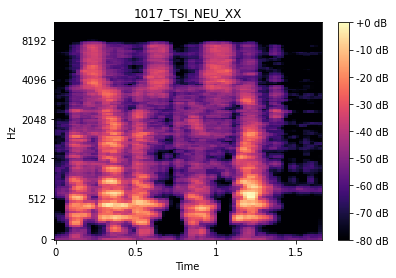 1017_TSI_NEU_XX
+0 dB
8192
-10 dB
4096
-20 dB
-30 dB
2048
Hz
-40 dB
1024
-50 dB
512
-60 dB
-70 dB
0
-80 dB
0
0.5
1
1.5
Time